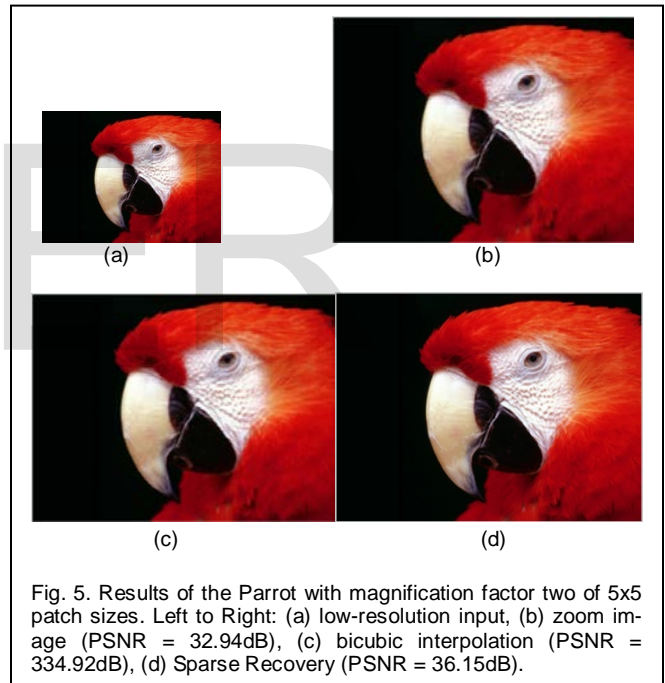 (a)
(b)
(c)
(d)
Fig. 5. Results of the Parrot with magnification factor two of 5x5
patch sizes. Left to Right: (a) low-resolution input, (b) zoom im-
age (PSNR = 32.94dB), (c) bicubic interpolation (PSNR =
334.92dB), (d) Sparse Recovery (PSNR = 36.15dB).